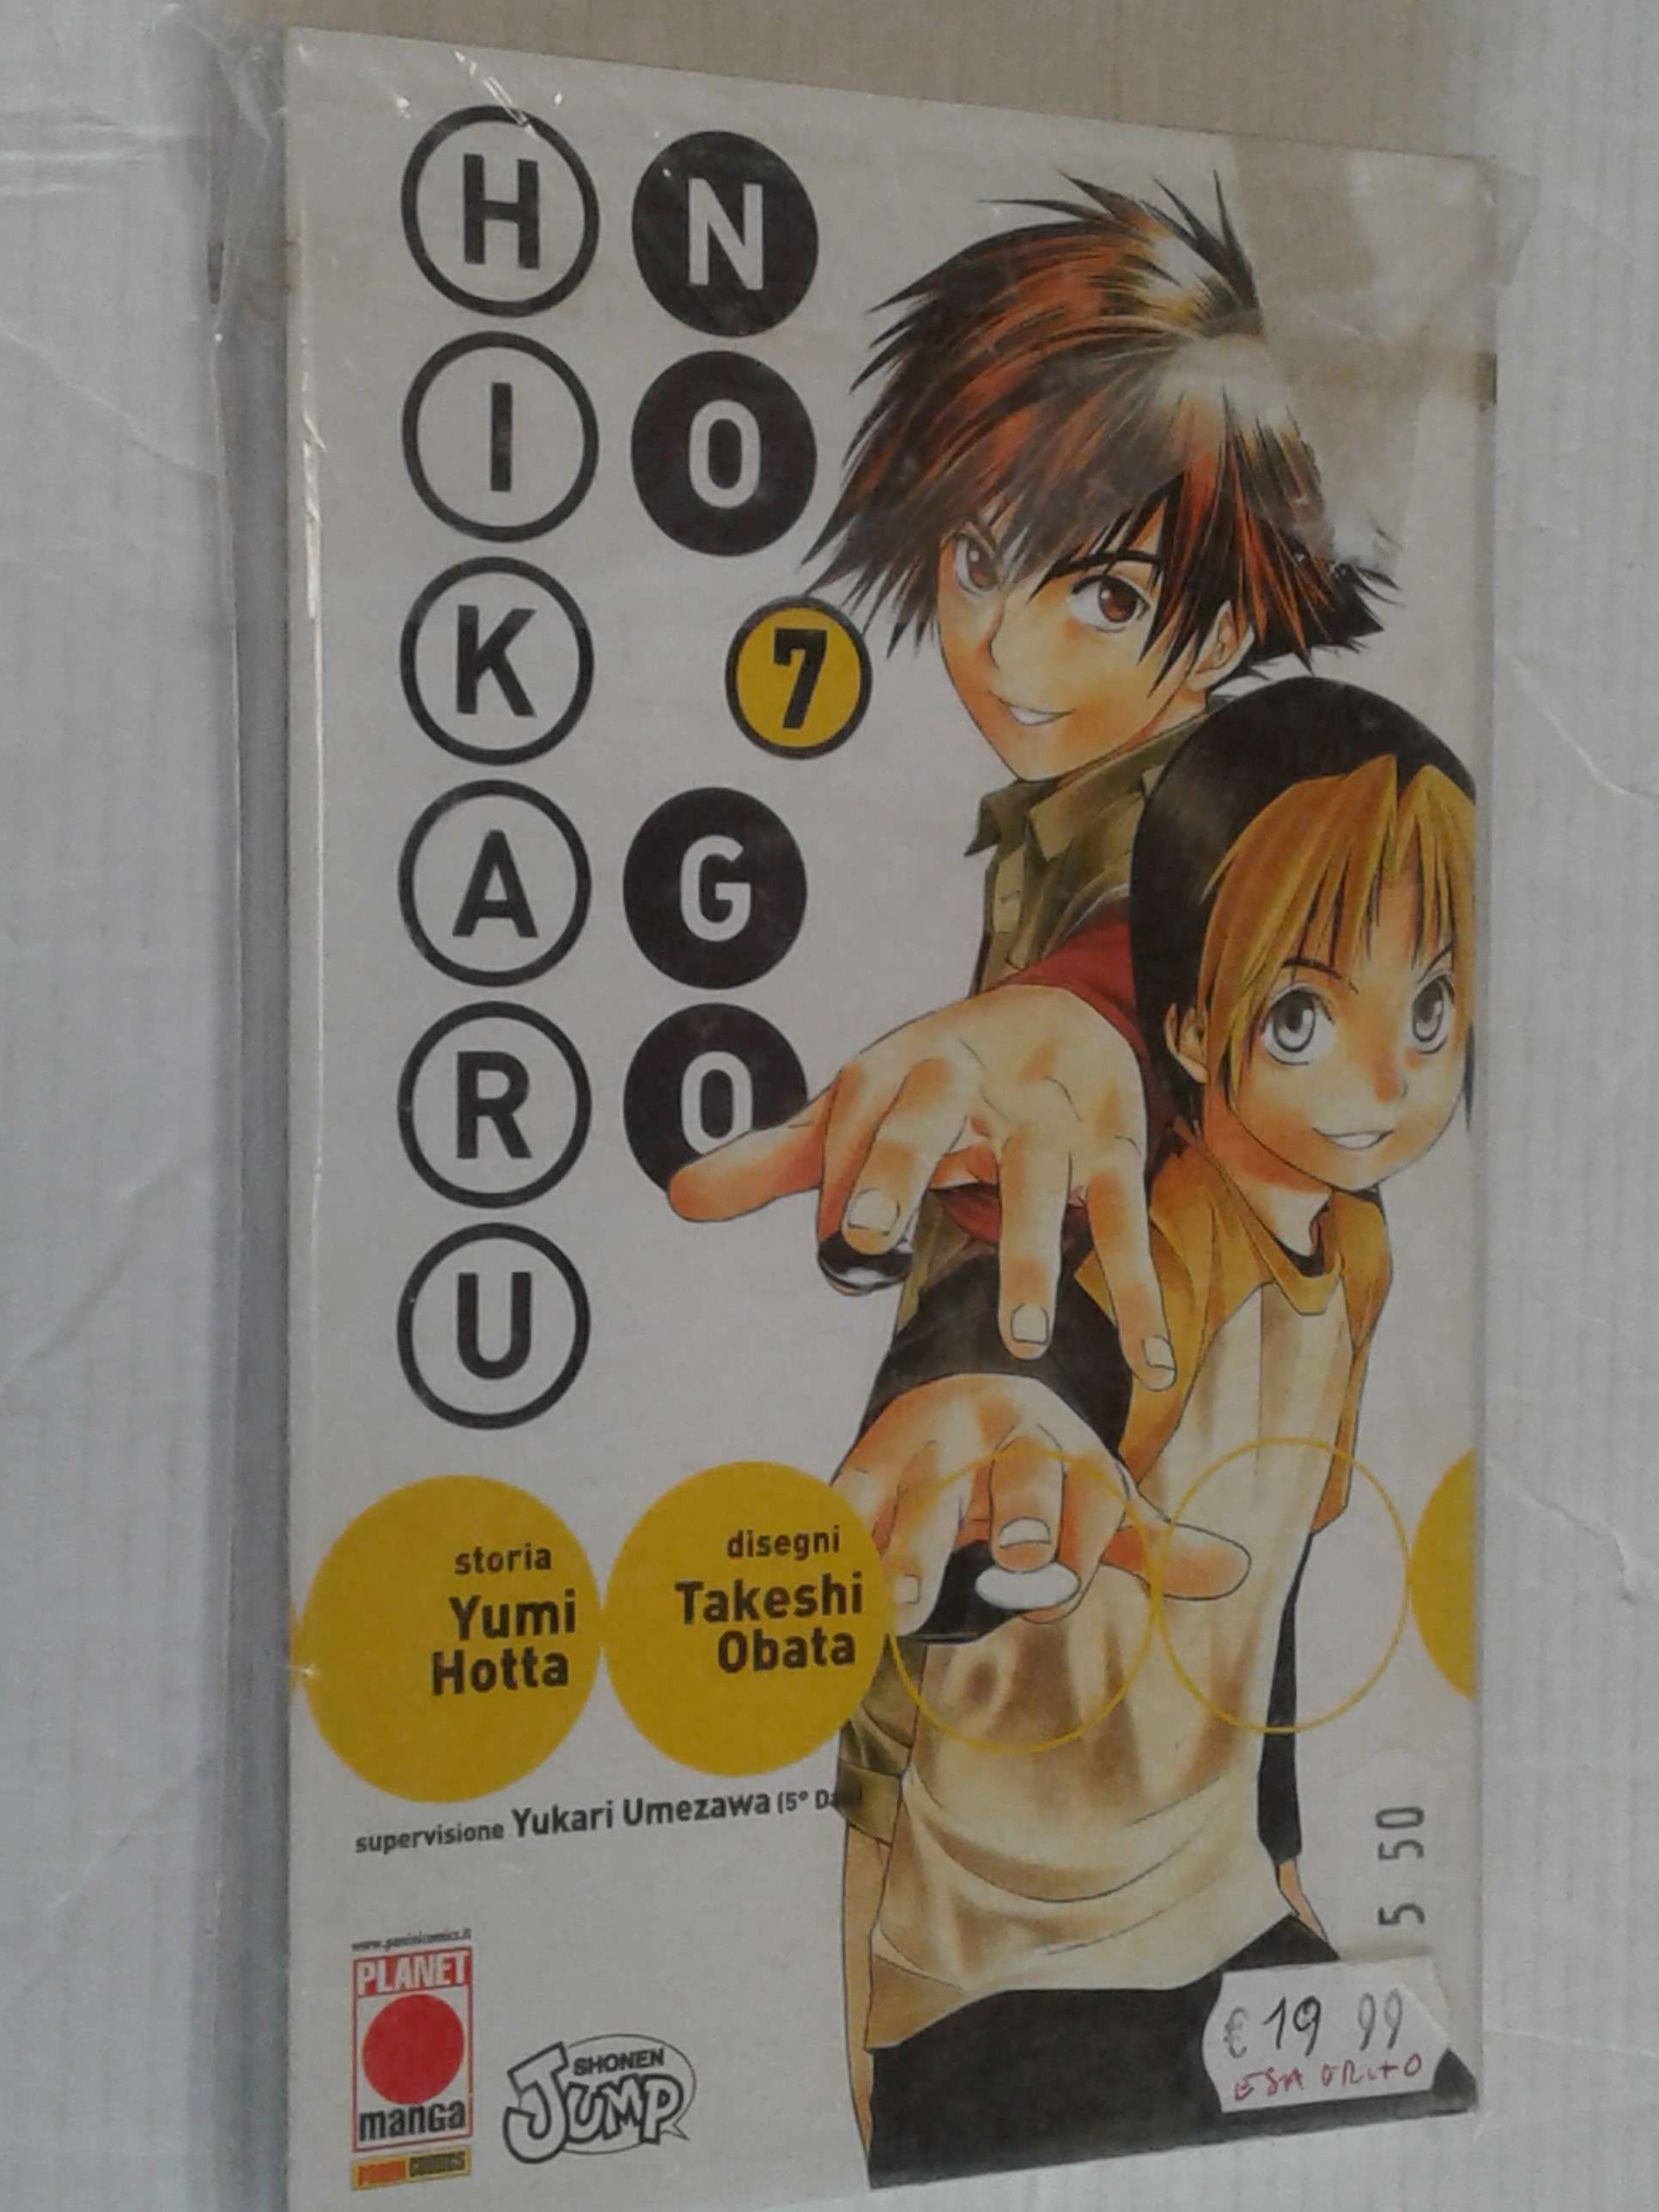 HIKARU
NO
7
GO
storia
Yumi
Hotta
disegni
Takeshi
Obata
supervisione Yukari Umezawa (5° Da
www.paninicomics.it
PLANET
manga
PANINI COMICS
SHONEN
JUMP
5 50
€ 19 99
ESAURITO